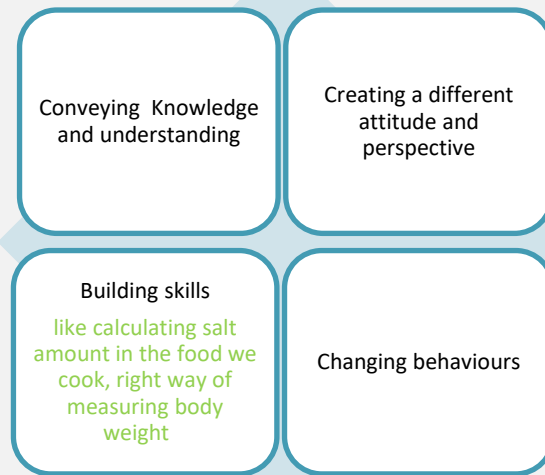 Conveying Knowledge
and understanding
Creating a different
attitude and
perspective
Building skills
like calculating salt
amount in the food we
cook, right way of
measuring body
weight
Changing behaviours